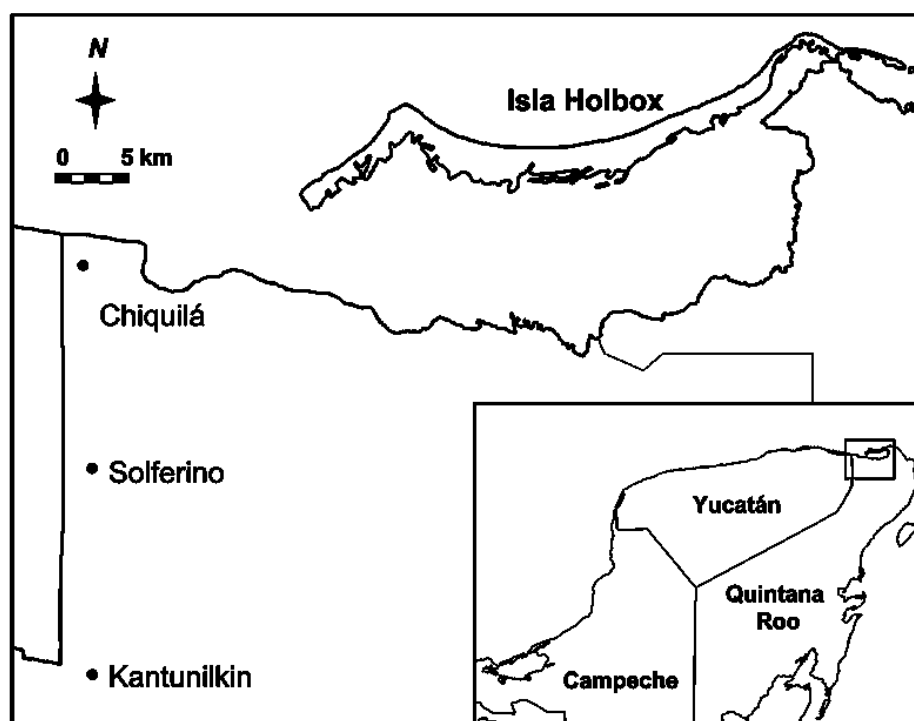 N
Isla Holbox
0 5 km
Chiquilá
Solferino
Yucatán
Quintana
Roo
Campeche
Kantunilkin